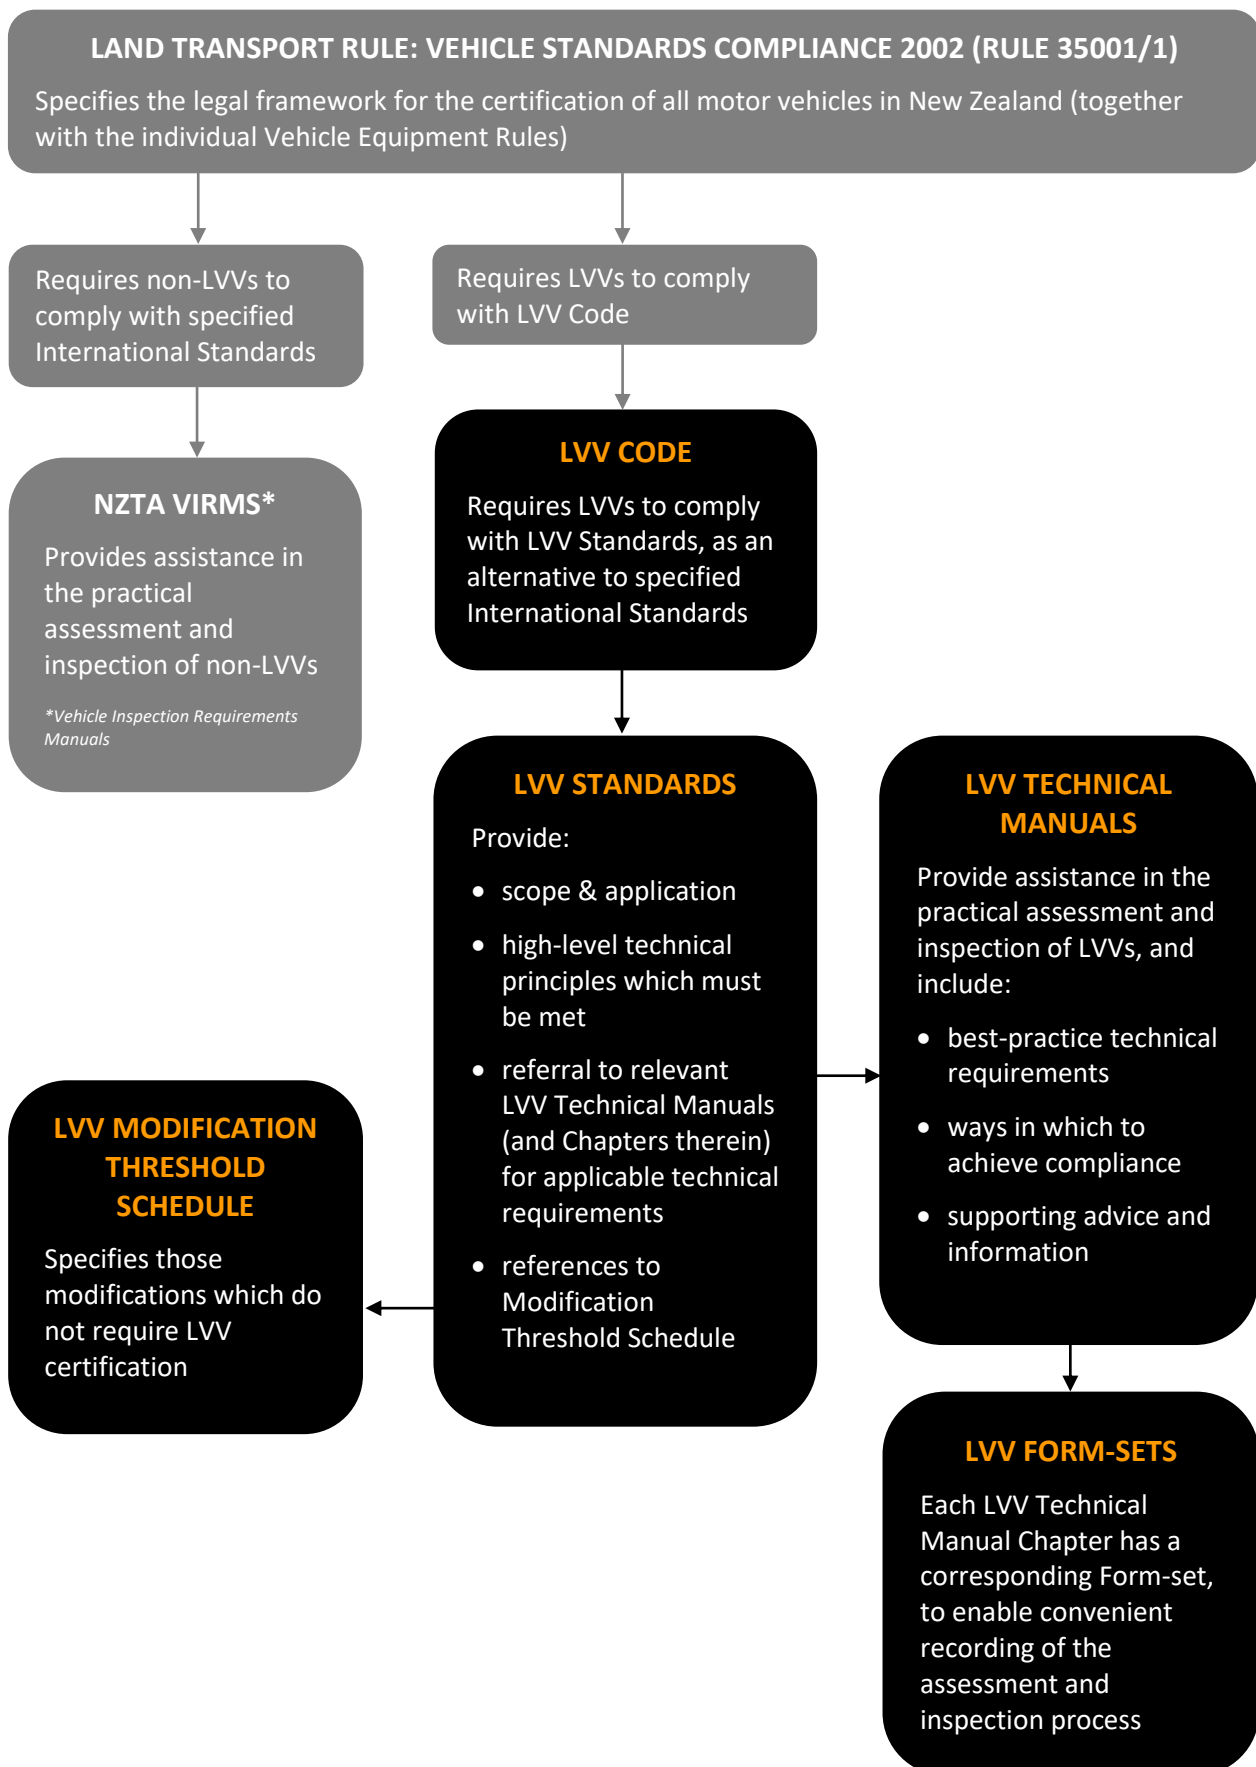 LAND TRANSPORT RULE: VEHICLE STANDARDS COMPLIANCE 2002 (RULE 35001/1)
Specifies the legal framework for the certification of all motor vehicles in New Zealand (together
with the individual Vehicle Equipment Rules)
Requires non-LVVs to
comply with specified
International Standards
Requires LVVs to comply
with LVV Code
NZTA VIRMS*
Provides assistance in
the practical
assessment and
inspection of non-LVVs
*Vehicle Inspection Requirements
Manuals
LVV CODE
Requires LVVs to comply
with LVV Standards, as an
alternative to specified
International Standards
LVV STANDARDS
Provide:
• scope & application
• high-level technical
principles which must
be met
• referral to relevant
LVV Technical Manuals
(and Chapters therein)
for applicable technical
requirements
• references to
Modification
Threshold Schedule
LVV TECHNICAL
MANUALS
Provide assistance in the
practical assessment and
inspection of LVVs, and
include:
• best-practice technical
requirements
• ways in which to
achieve compliance
• supporting advice and
information
LVV MODIFICATION
THRESHOLD
SCHEDULE
Specifies those
modifications which do
not require LVV
certification
LVV FORM-SETS
Each LVV Technical
Manual Chapter has a
corresponding Form-set,
to enable convenient
recording of the
assessment and
inspection process